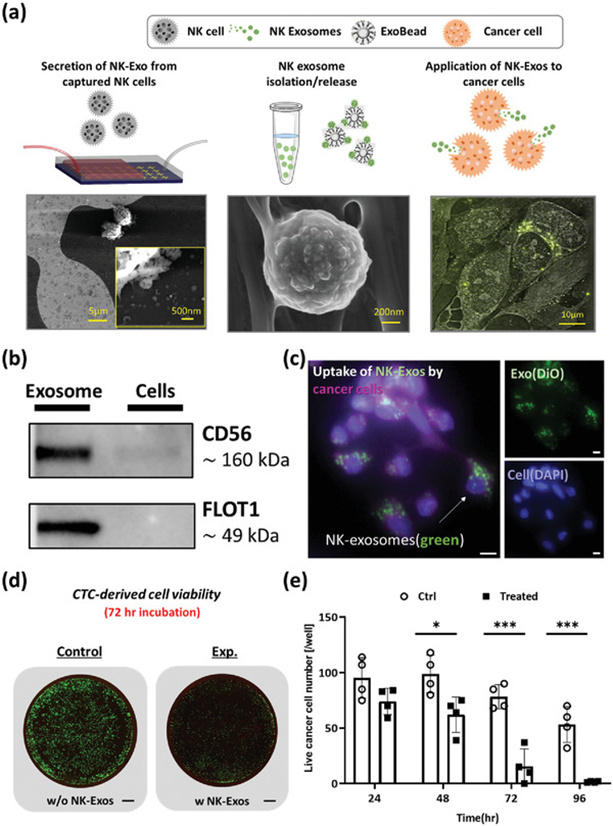 (a)
NK cell
NK Exosomes
ExoBead
Cancer cell
Secretion of NK-Exo from
captured NK cells
NK exosome
isolation/release
Application of NK-Exos to
cancer cells
5μm
500nm
200nm
10μm
(b)
Exosome
Cells
CD56
~ 160 kDa
FLOT1
~ 49 kDa
(c)
Uptake of NK-Exos by
cancer cells
NK-exosomes(green)
Exo(DiO)
Cell(DAPI)
(d)
CTC-derived cell viability
(72 hr incubation)
Control
Exp.
w/o NK-Exos
w NK-Exos
(e)
Ctrl
Treated
Live cancer cell number [/well]
150
100
50
0
*
***
***
24
48
72
96
Time(hr)